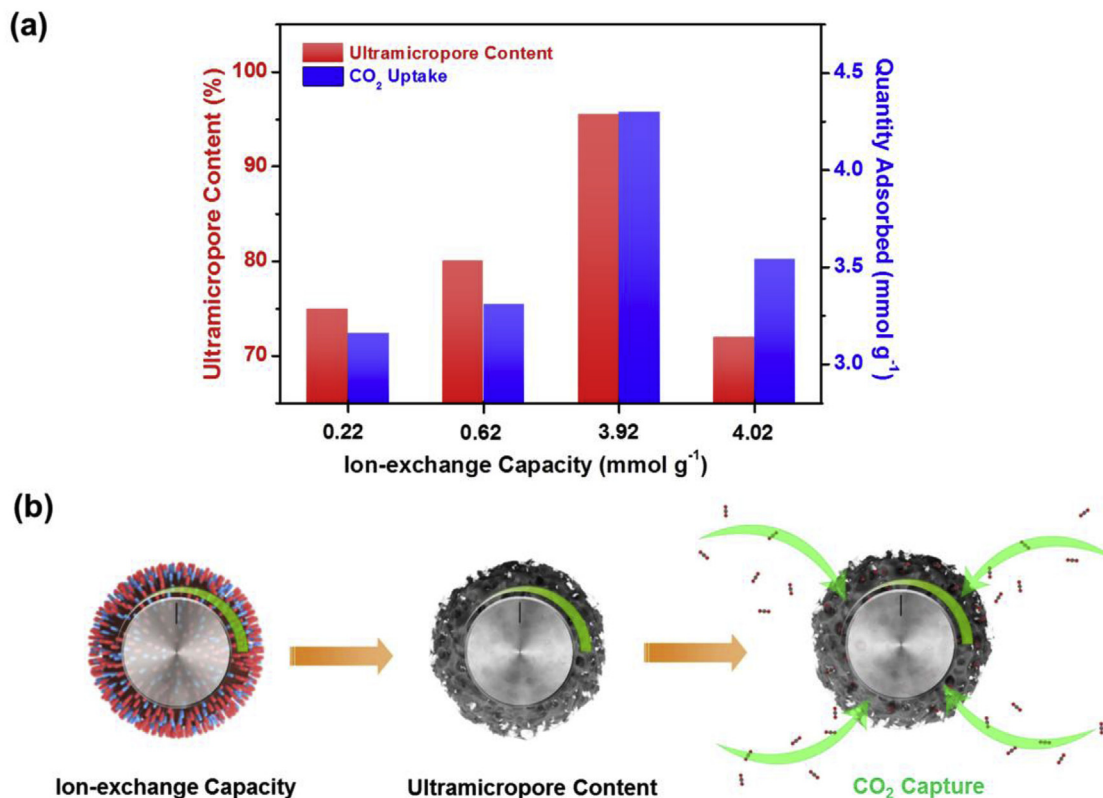 (a)
Ultramicropore Content
CO₂ Uptake
Ultramicropore Content (%)
100
90
80
70
4.5
4.0
3.5
3.0
Quantity Adsorbed (mmol g⁻¹)
0.22 0.62 3.92 4.02
Ion-exchange Capacity (mmol g⁻¹)
(b)
Ion-exchange Capacity
Ultramicropore Content
CO₂ Capture